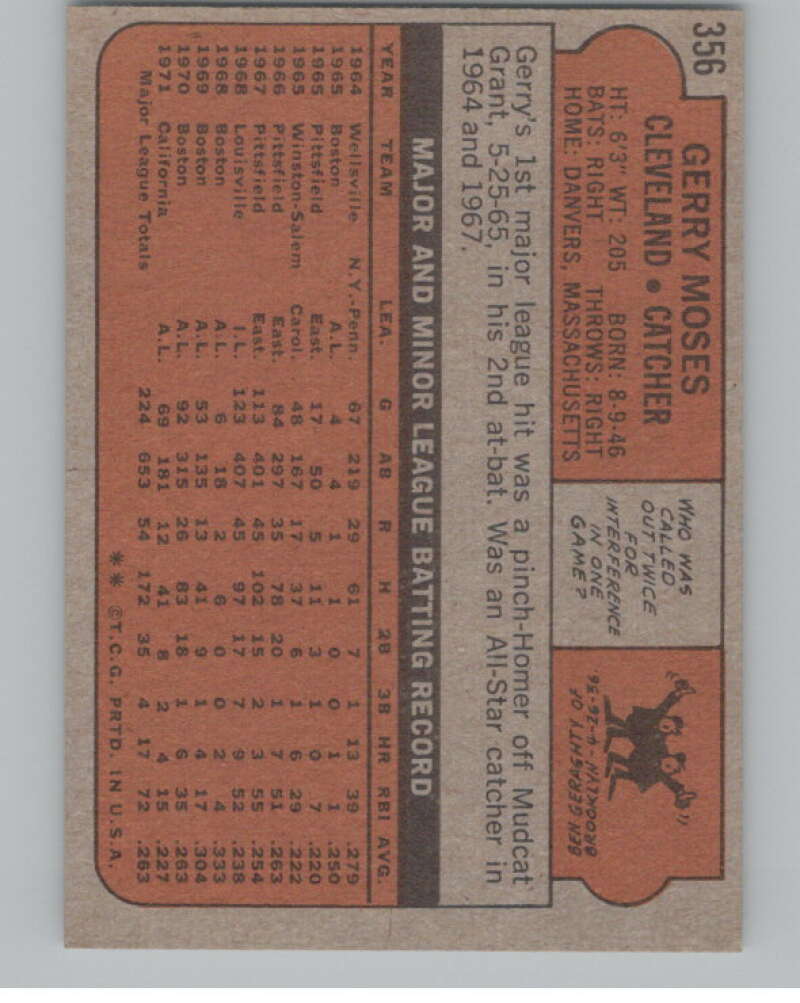 356
GERRY MOSES
CLEVELAND • CATCHER
HT: 6'3" WT: 205 BORN: 8-9-46
BATS: RIGHT THROWS: RIGHT
HOME: DANVERS, MASSACHUSETTS
WHO WAS
CALLED
OUT TWICE
FOR
INTERFERENCE
IN ONE
GAME?
BEN GERAGHTY OF
BROOKLYN - 4-26-36.
Gerry's 1st major league hit was a pinch-Homer off Mudcat
Grant, 5-25-65, in his 2nd at-bat. Was an All-Star catcher in
1964 and 1967.
MAJOR AND MINOR LEAGUE BATTING RECORD
YEAR TEAM LEA. G AB R H 2B 3B HR RBI AVG.
1964 Wellsville N.Y.-Penn. 67 219 29 61 7 1 13 39 .279
1965 Boston A.L. 4 4 1 1 0 0 1 1 .250
1965 Pittsfield East. 17 50 5 11 3 1 0 7 .220
1965 Winston-Salem Carol. 48 167 17 37 6 1 6 29 .222
1966 Pittsfield East. 84 297 35 78 20 1 7 51 .263
1967 Pittsfield East. 113 401 45 102 15 2 3 55 .254
1968 Louisville I.L. 123 407 45 97 17 7 9 52 .238
1968 Boston A.L. 6 18 2 6 0 0 2 4 .333
1969 Boston A.L. 53 135 13 41 9 1 4 17 .304
1970 Boston A.L. 92 315 26 83 18 1 6 35 .263
1971 California A.L. 69 181 12 41 8 2 4 15 .227
Major League Totals 224 653 54 172 35 4 17 72 .263
** ©T.C.G. PRTD. IN U.S.A.